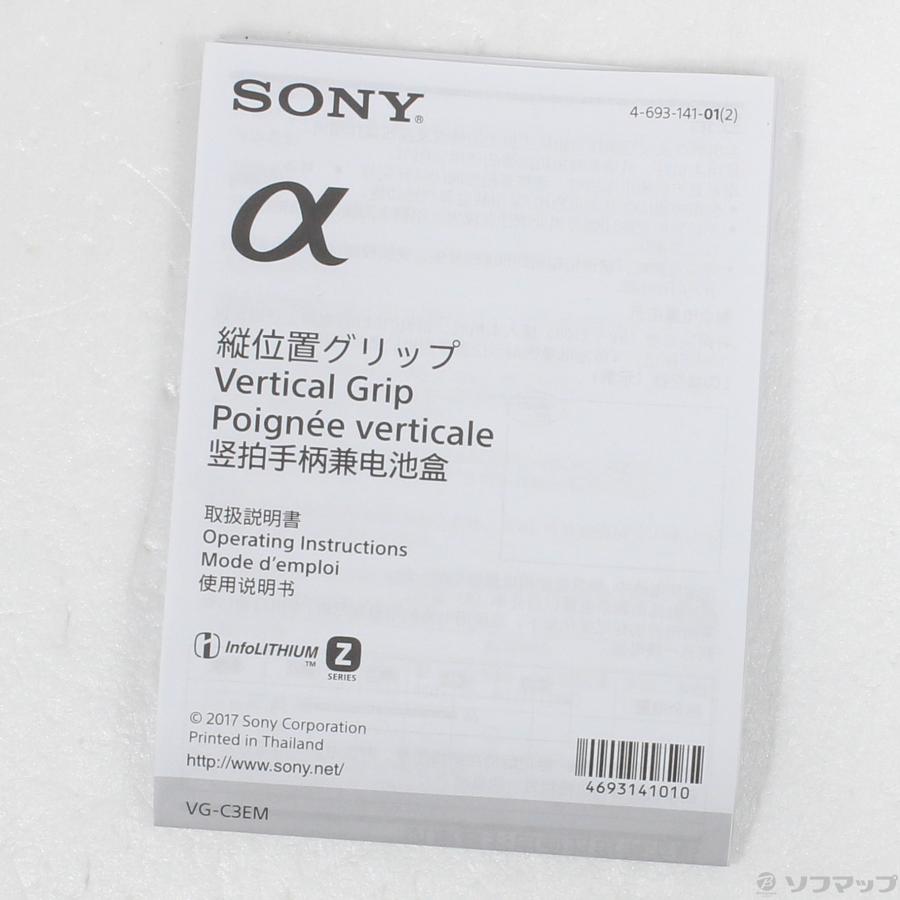 SONY®
4-693-141-01(2)
α
縦位置グリップ
Vertical Grip
Poignée verticale
竖拍手柄兼电池盒
取扱説明書
Operating Instructions
Mode d'emploi
使用说明书
InfoLITHIUM™
Z
SERIES
© 2017 Sony Corporation
Printed in Thailand
http://www.sony.net/
4693141010
VG-C3EM
ソフマップ